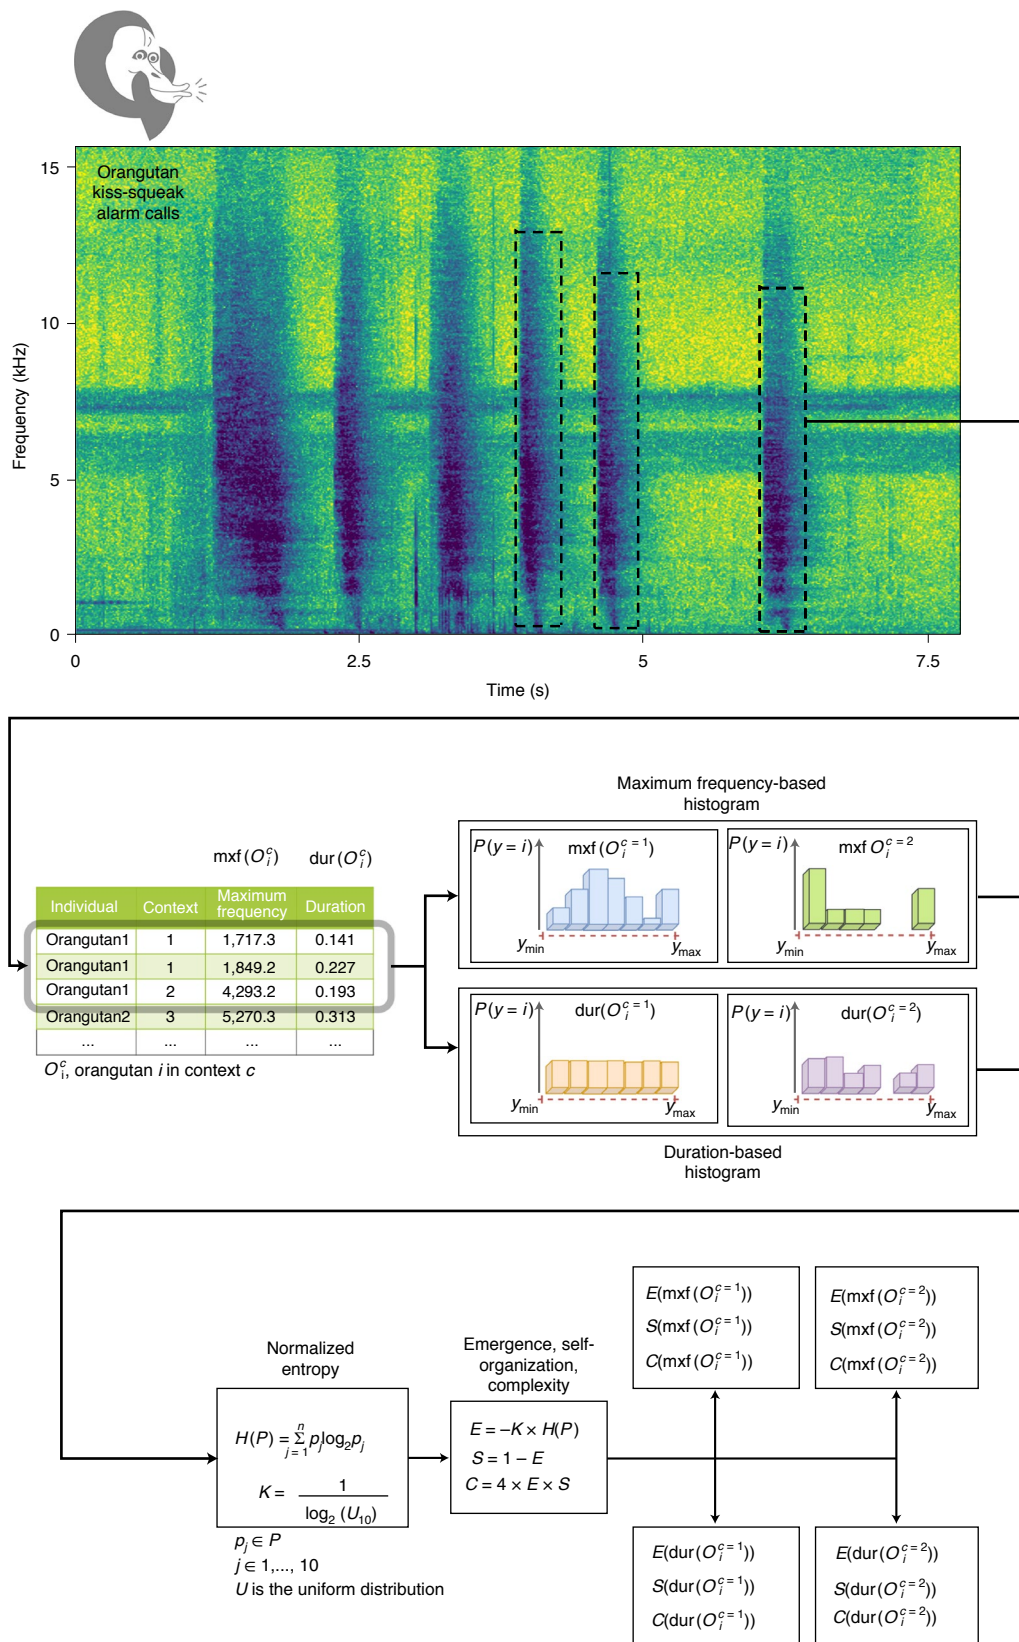 Orangutan
kiss-squeak
alarm calls
15
10
5
0
Frequency (kHz)
0 2.5 5 7.5
Time (s)
Maximum frequency-based
histogram
mxf (O_i^c) dur (O_i^c)
Individual Context Maximum frequency Duration
Orangutan1 1 1,717.3 0.141
Orangutan1 1 1,849.2 0.227
Orangutan1 2 4,293.2 0.193
Orangutan2 3 5,270.3 0.313
... ... ... ...
O_i^c, orangutan i in context c
P(y = i) mxf(O_i^{c = 1})
y_min y_max
P(y = i) mxf O_i^{c = 2}
y_min y_max
P(y = i) dur(O_i^{c = 1})
y_min y_max
P(y = i) dur(O_i^{c = 2})
y_min y_max
Duration-based
histogram
Normalized
entropy
H(P) = Σ_{j = 1}^n p_j log_2 p_j
K = 1 / log_2 (U_10)
p_j ∈ P
j ∈ 1,..., 10
U is the uniform distribution
Emergence, self-
organization,
complexity
E = –K × H(P)
S = 1 – E
C = 4 × E × S
E(mxf (O_i^{c = 1}))
S(mxf (O_i^{c = 1}))
C(mxf (O_i^{c = 1}))
E(mxf (O_i^{c = 2}))
S(mxf (O_i^{c = 2}))
C(mxf (O_i^{c = 2}))
E(dur (O_i^{c = 1}))
S(dur (O_i^{c = 1}))
C(dur (O_i^{c = 1}))
E(dur (O_i^{c = 2}))
S(dur (O_i^{c = 2}))
C(dur (O_i^{c = 2}))